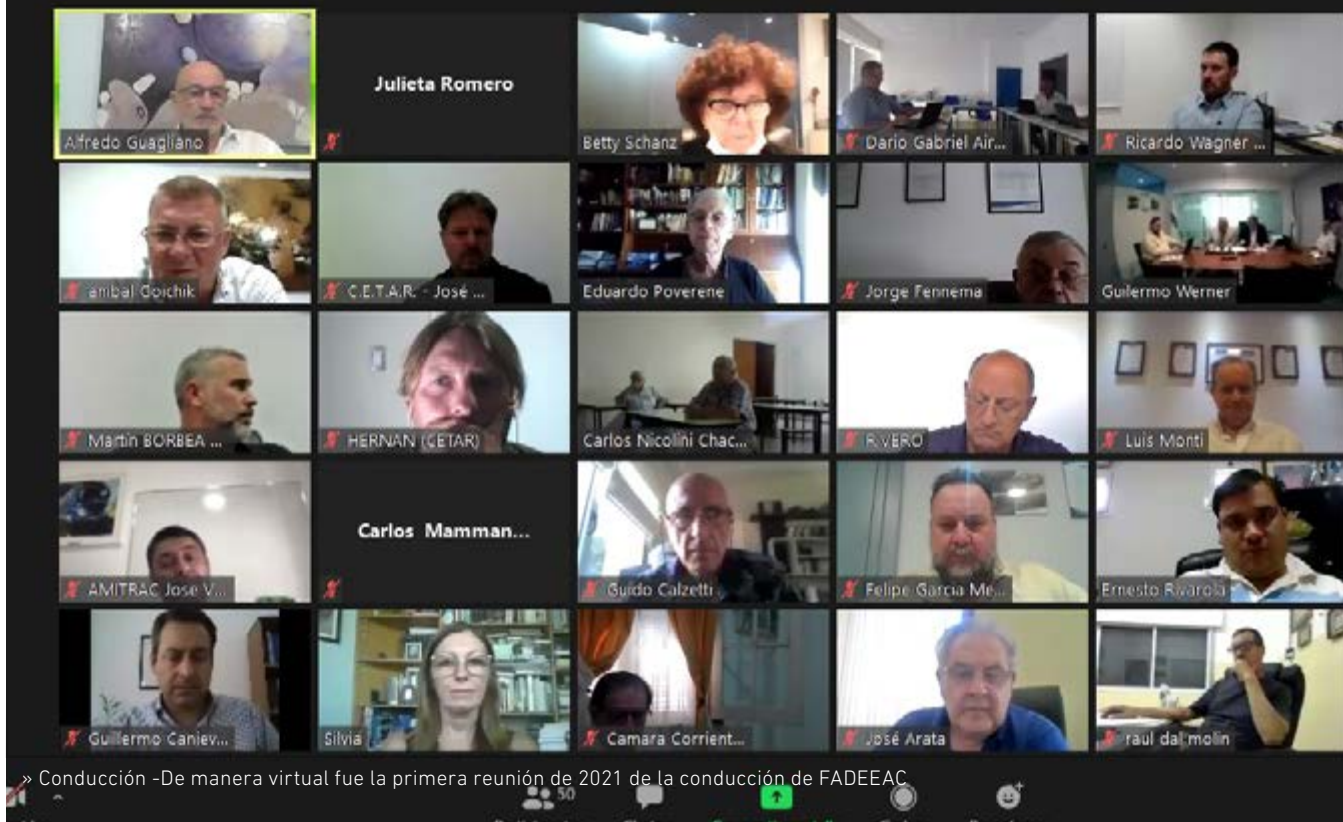 Alfredo Guagliano
Julieta Romero
Betty Schanz
Dario Gabriel Air...
Ricardo Wagner ...
anibal Goichik
C.E.T.A.R. - José ...
Eduardo Poverene
Jorge Fennema
Guillermo Werner
Martín BORBEA ...
HERNAN (CETAR)
Carlos Nicolini Chac...
RIVERO
Luis Monti
AMITRAC Jose V...
Carlos Mamman...
Guido Calzetti
Felipe Garcia Me...
Ernesto Rivarola
Guillermo Caniev...
Silvia
Camara Corrient...
José Arata
raul dal molin
» Conducción -De manera virtual fue la primera reunión de 2021 de la conducción de FADEEAC
50